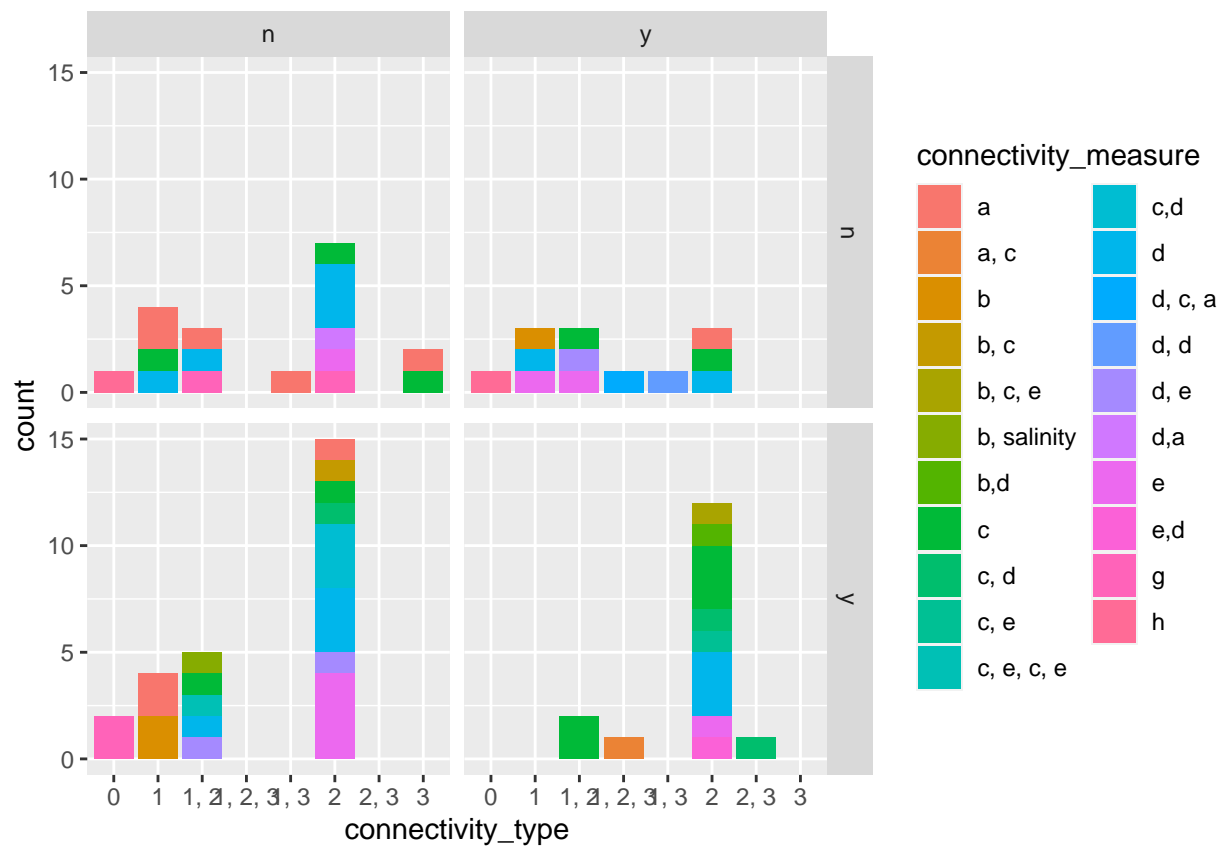 n
y
15
10
5
0
n
15
10
5
0
y
count
0 1 1, 2 1, 2, 3 1, 3 2 2, 3 3
0 1 1, 2 1, 2, 3 1, 3 2 2, 3 3
connectivity_type
connectivity_measure
a
a, c
b
b, c
b, c, e
b, salinity
b,d
c
c, d
c, e
c, e, c, e
c,d
d
d, c, a
d, d
d, e
d,a
e
e,d
g
h